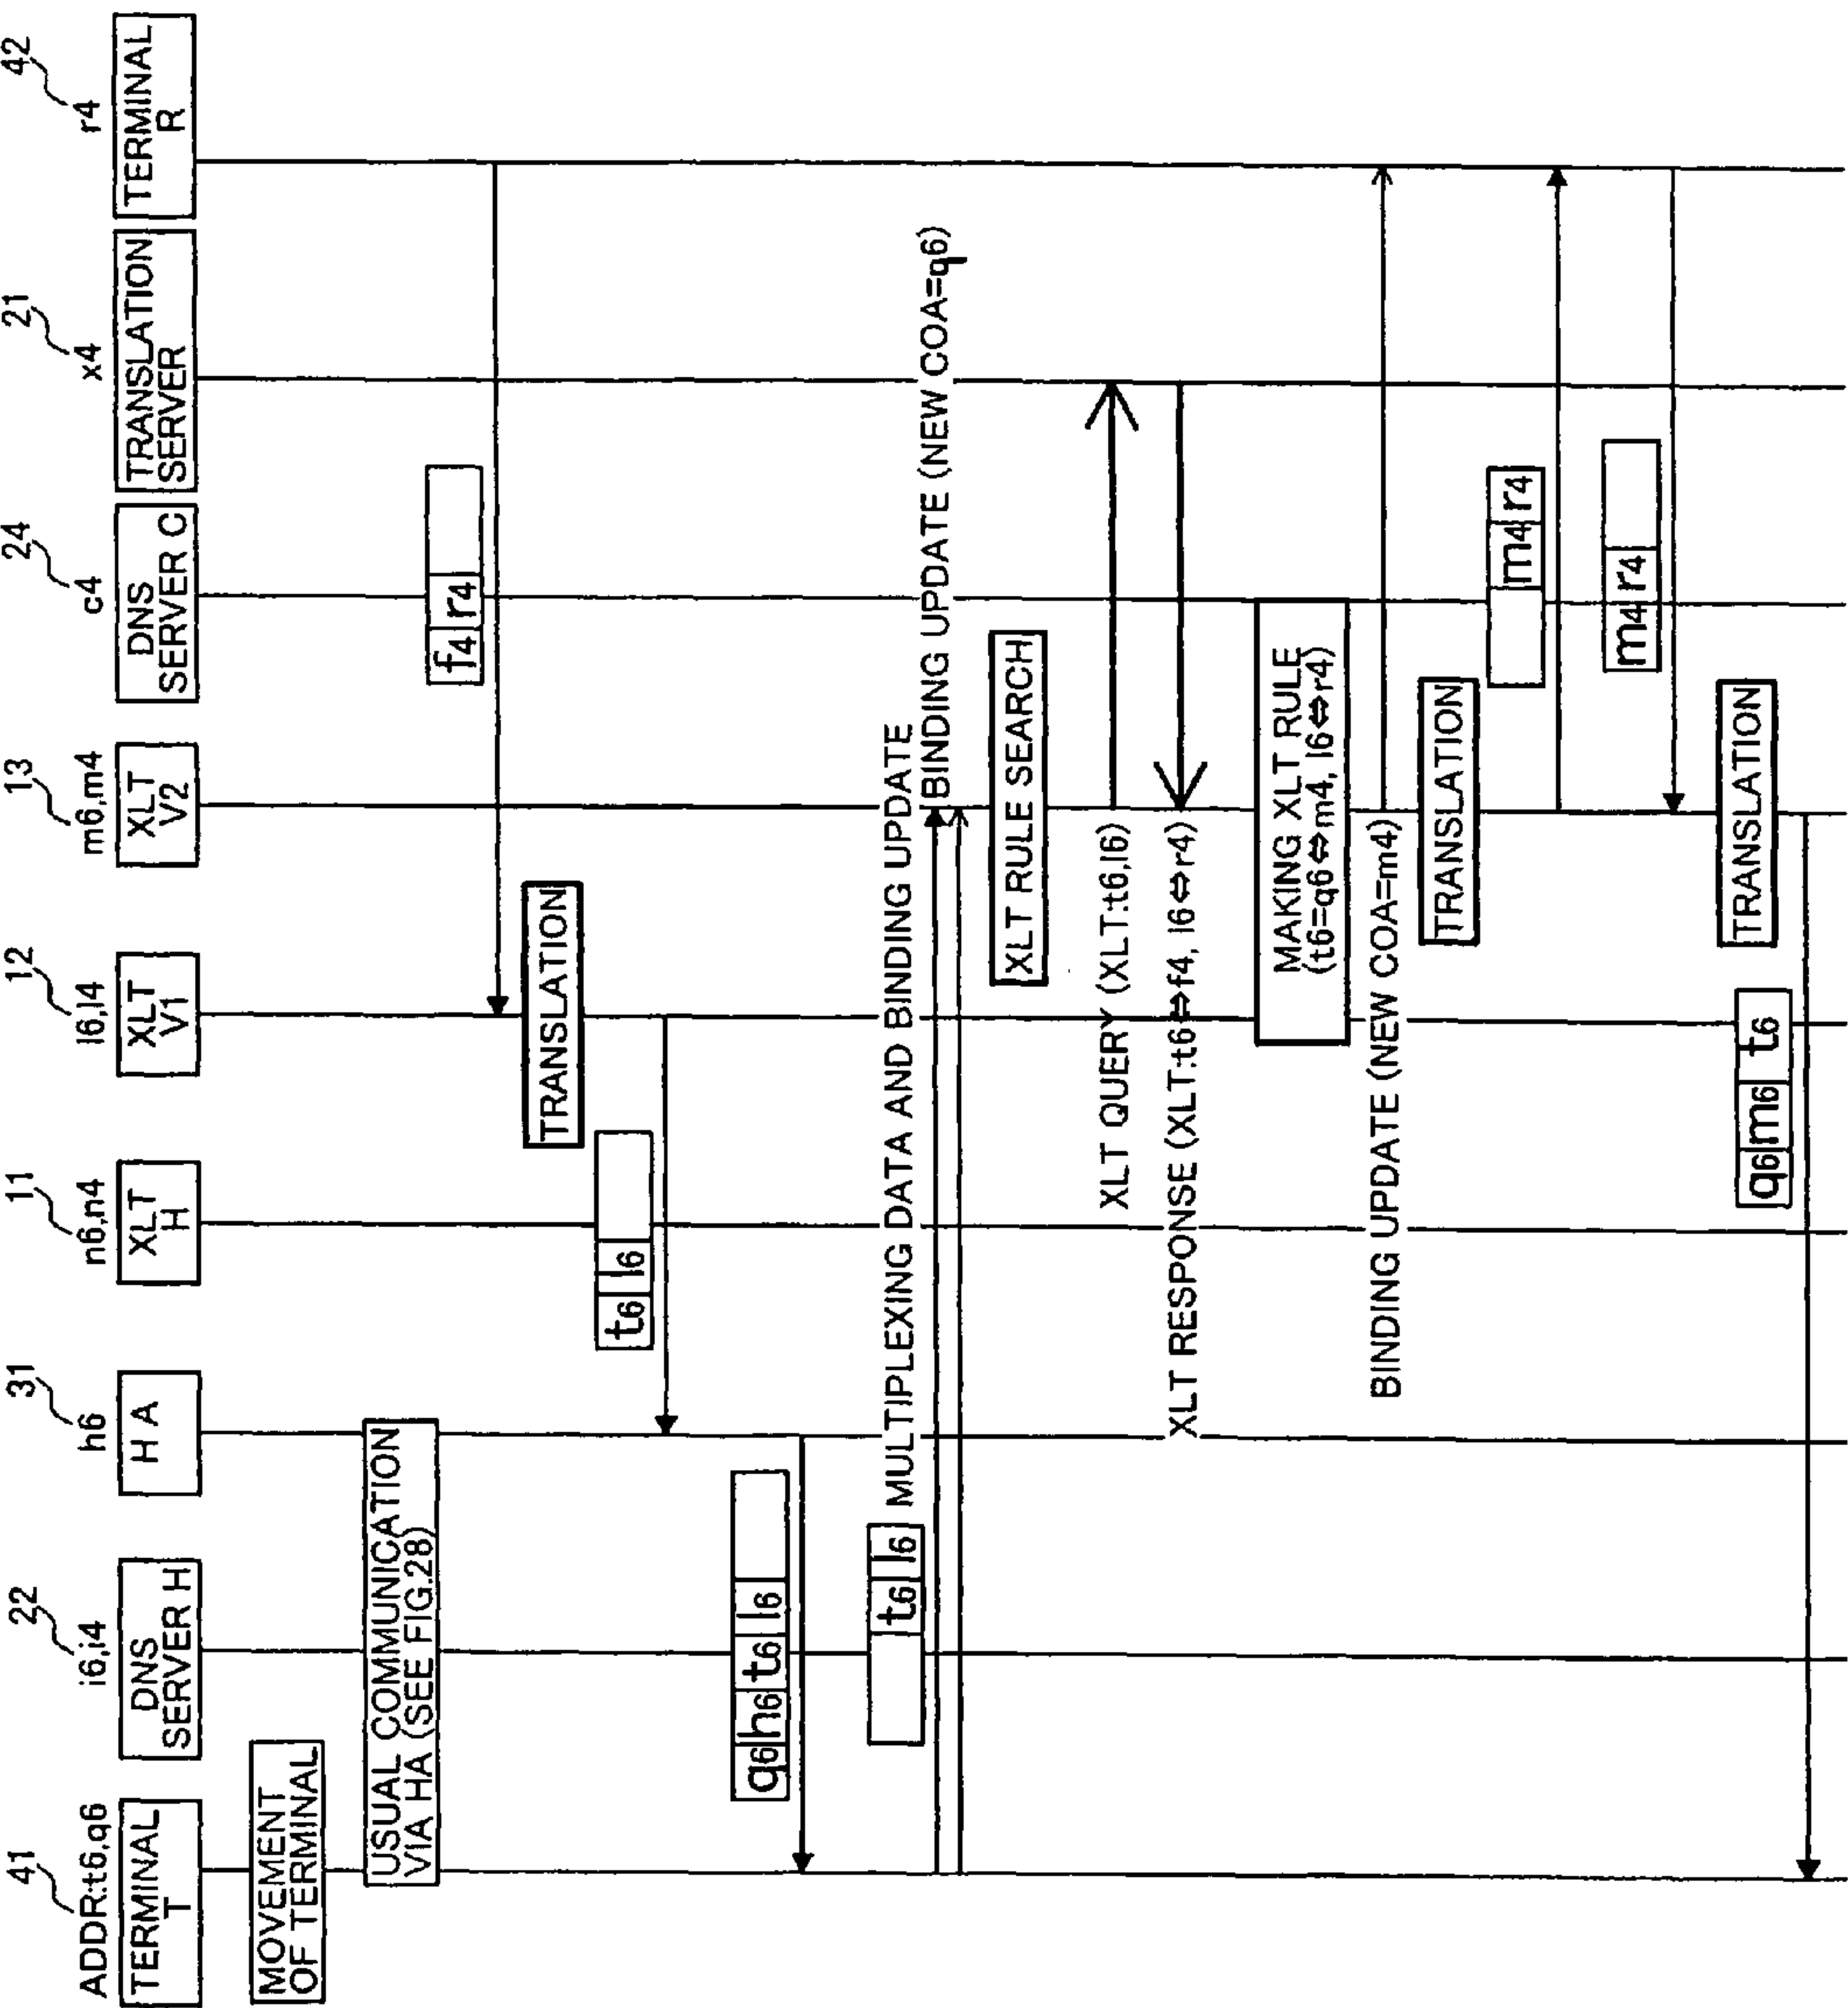 41
ADDR:t6,q6
TERMINAL
T
22
i6,i4
DNS
SERVER H
31
h6
H A
11
n6,n4
XLT
H
12
l6,l4
XLT
V1
13
m6,m4
XLT
V2
24
c4
DNS
SERVER C
21
x4
TRANSLATION
SERVER
42
r4
TERMINAL
R
MOVEMENT
OF TERMINAL
USUAL COMMUNICATION
VIA HA (SEE FIG.28)
f4 r4
TRANSLATION
t6 l6
q6 h6 t6 l6
t6 l6
MULTIPLEXING DATA AND BINDING UPDATE
BINDING UPDATE (NEW COA=q6)
XLT RULE SEARCH
XLT QUERY (XLT:t6,l6)
XLT RESPONSE (XLT:t6⇔f4, l6⇔r4)
MAKING XLT RULE
(t6=q6⇔m4, l6⇔r4)
BINDING UPDATE (NEW COA=m4)
TRANSLATION
m4 r4
m4 r4
TRANSLATION
q6 m6 t6